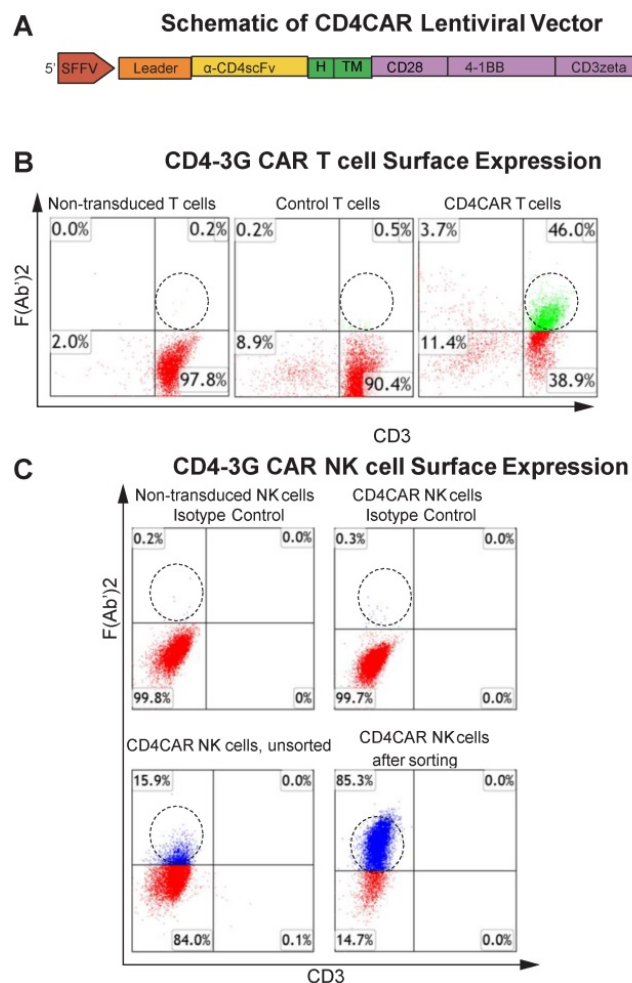 A Schematic of CD4CAR Lentiviral Vector
5' SFFV Leader α-CD4scFv H TM CD28 4-1BB CD3zeta
B CD4-3G CAR T cell Surface Expression
Non-transduced T cells Control T cells CD4CAR T cells
0.0% 0.2% 0.2% 0.5% 3.7% 46.0%
F(Ab')2
2.0% 97.8% 8.9% 90.4% 11.4% 38.9%
CD3
C CD4-3G CAR NK cell Surface Expression
Non-transduced NK cells CD4CAR NK cells
Isotype Control Isotype Control
0.2% 0.0% 0.3% 0.0%
F(Ab')2
99.8% 0% 99.7% 0.0%
CD4CAR NK cells, unsorted CD4CAR NK cells
after sorting
15.9% 0.0% 85.3% 0.0%
84.0% 0.1% 14.7% 0.0%
CD3